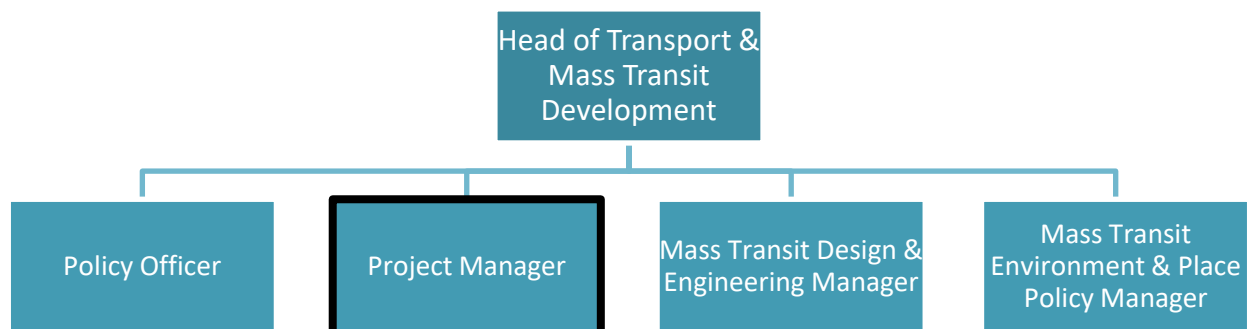 Head of Transport &
Mass Transit
Development
Policy Officer
Project Manager
Mass Transit Design &
Engineering Manager
Mass Transit
Environment & Place
Policy Manager